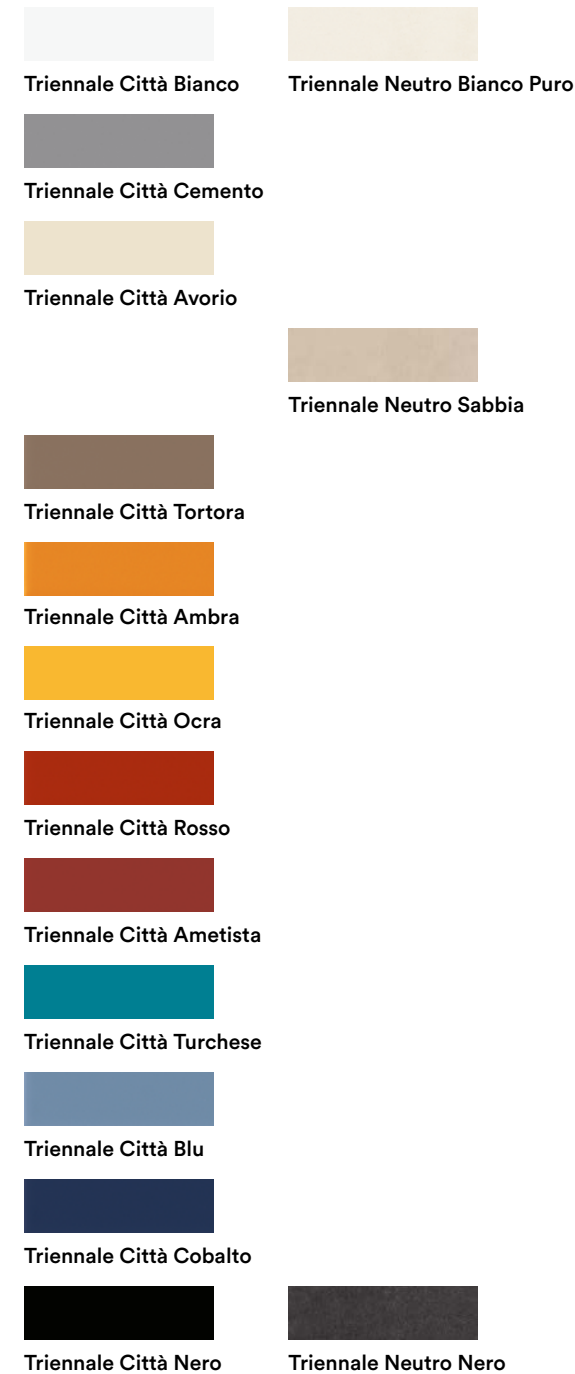 Triennale Città Bianco
Triennale Neutro Bianco Puro
Triennale Città Cemento
Triennale Città Avorio
Triennale Neutro Sabbia
Triennale Città Tortora
Triennale Città Ambra
Triennale Città Ocra
Triennale Città Rosso
Triennale Città Ametista
Triennale Città Turchese
Triennale Città Blu
Triennale Città Cobalto
Triennale Città Nero
Triennale Neutro Nero